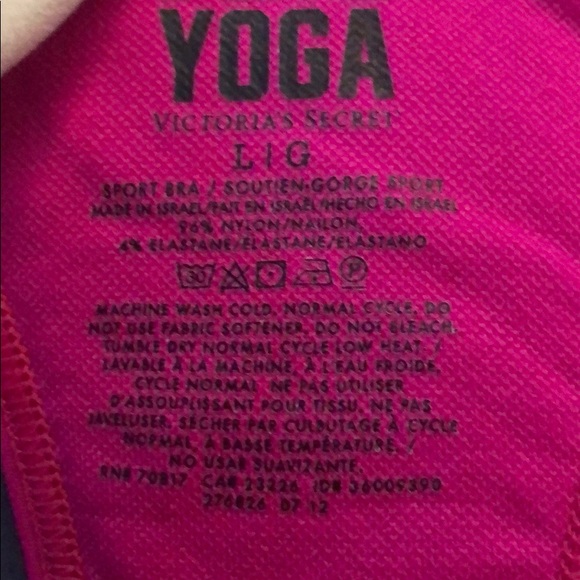 YOGA
VICTORIA'S SECRET
L | G
SPORT BRA / SOUTIEN-GORGE SPORT
MADE IN ISRAEL/FAIT EN ISRAËL/HECHO EN ISRAEL
96% NYLON/NAILON,
4% ELASTANE/ÉLASTANE/ELASTANO
MACHINE WASH COLD, NORMAL CYCLE. DO
NOT USE FABRIC SOFTENER. DO NOT BLEACH.
TUMBLE DRY NORMAL CYCLE LOW HEAT. /
LAVABLE À LA MACHINE, À L'EAU FROIDE,
CYCLE NORMAL. NE PAS UTILISER
D'ASSOUPLISSANT POUR TISSU. NE PAS
JAVELLISER. SÉCHER PAR CULBUTAGE À CYCLE
NORMAL, À BASSE TEMPÉRATURE. /
NO USAR SUAVIZANTE.
RN# 70817 CA# 23226 ID# 36009390
276826 07 12